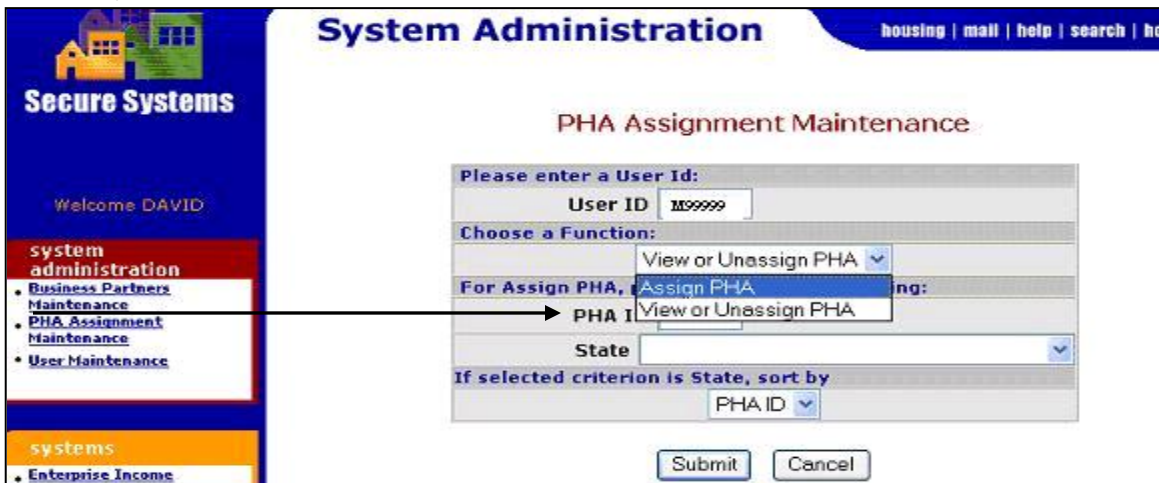 System Administration
housing | mail | help | search |
Secure Systems
Welcome DAVID
system
administration
Business Partners
Maintenance
PHA Assignment
Maintenance
User Maintenance
systems
Enterprise Income
PHA Assignment Maintenance
Please enter a User Id:
User ID M99999
Choose a Function:
View or Unassign PHA
Assign PHA
View or Unassign PHA
For Assign PHA,
PHA I
State
If selected criterion is State, sort by
PHA ID
Submit Cancel